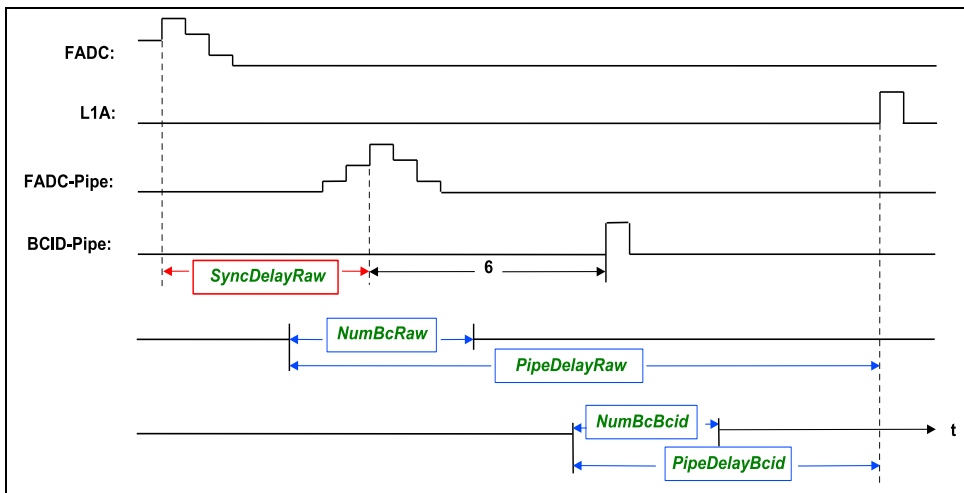 FADC:
L1A:
FADC-Pipe:
BCID-Pipe:
SyncDelayRaw
6
NumBcRaw
PipeDelayRaw
NumBcBcid
t
PipeDelayBcid